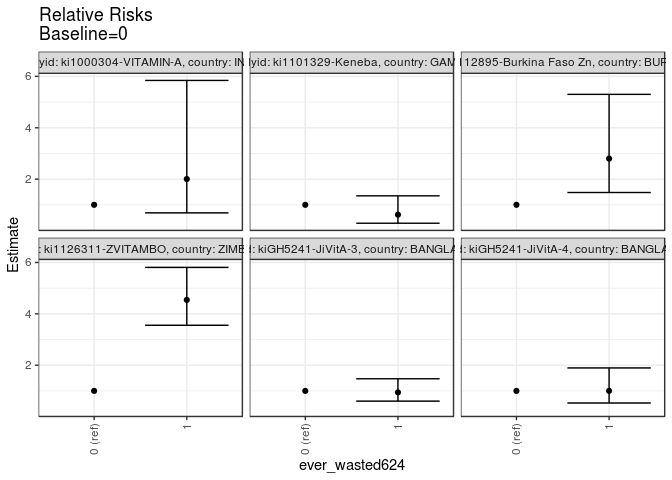 Relative Risks
Baseline=0
yid: ki1000304-VITAMIN-A, country: IN
yid: ki1101329-Keneba, country: GAM
12895-Burkina Faso Zn, country: BUR
6
4
2
Estimate
: ki1126311-ZVITAMBO, country: ZIME
: kiGH5241-JiVitA-3, country: BANGLA
: kiGH5241-JiVitA-4, country: BANGLA
6
4
2
0 (ref)
1
0 (ref)
1
0 (ref)
1
ever_wasted624